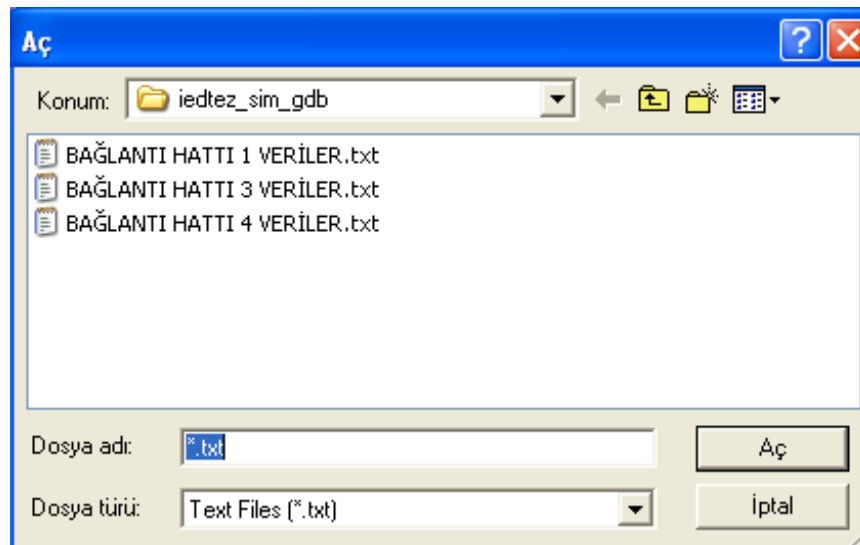 Aç
Konum: iedtez_sim_gdb
BAĞLANTI HATTI 1 VERİLER.txt
BAĞLANTI HATTI 3 VERİLER.txt
BAĞLANTI HATTI 4 VERİLER.txt
Dosya adı: *.txt Aç
Dosya türü: Text Files (*.txt) İptal